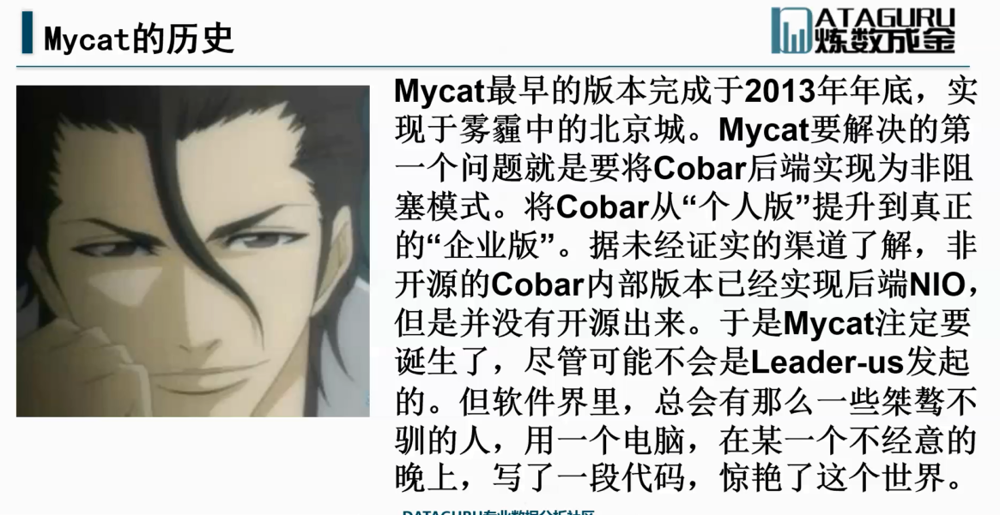 Mycat的历史
DATAGURU
炼数成金
Mycat最早的版本完成于2013年年底，实
现于雾霾中的北京城。Mycat要解决的第
一个问题就是要将Cobar后端实现为非阻
塞模式。将Cobar从“个人版”提升到真正
的“企业版”。据未经证实的渠道了解，非
开源的Cobar内部版本已经实现后端NIO，
但是并没有开源出来。于是Mycat注定要
诞生了，尽管可能不会是Leader-us发起
的。但软件界里，总会有那么一些桀骜不
驯的人，用一个电脑，在某一个不经意的
晚上，写了一段代码，惊艳了这个世界。
DATAGURU专业数据分析社区